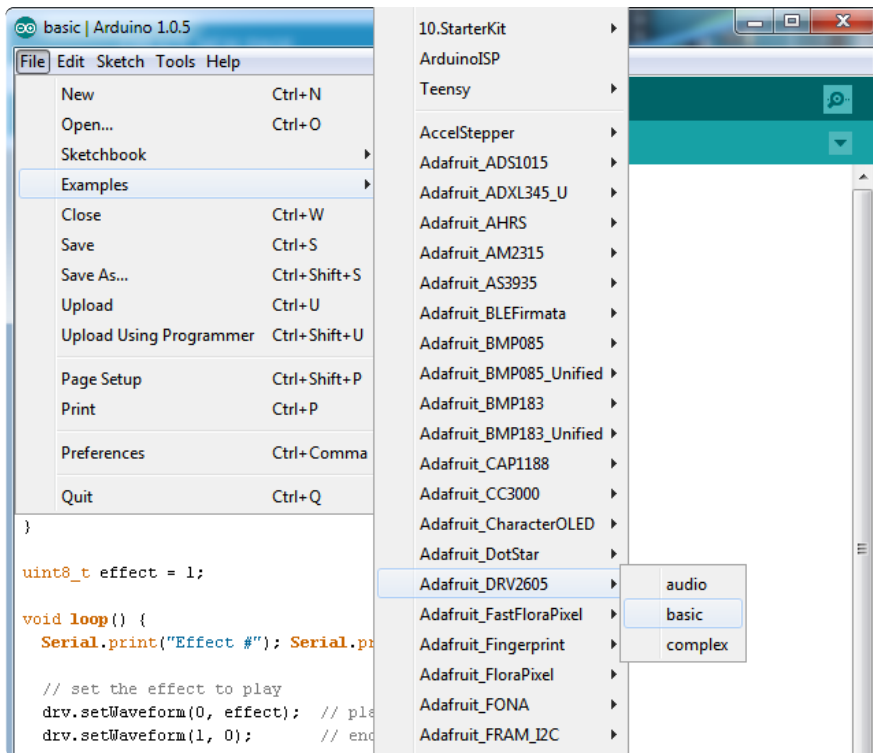 basic | Arduino 1.0.5
File Edit Sketch Tools Help
New Ctrl+N
Open... Ctrl+O
Sketchbook
Examples
Close Ctrl+W
Save Ctrl+S
Save As... Ctrl+Shift+S
Upload Ctrl+U
Upload Using Programmer Ctrl+Shift+U
Page Setup Ctrl+Shift+P
Print Ctrl+P
Preferences Ctrl+Comma
Quit Ctrl+Q
10.StarterKit
ArduinoISP
Teensy
AccelStepper
Adafruit_ADS1015
Adafruit_ADXL345_U
Adafruit_AHRS
Adafruit_AM2315
Adafruit_AS3935
Adafruit_BLEFirmata
Adafruit_BMP085
Adafruit_BMP085_Unified
Adafruit_BMP183
Adafruit_BMP183_Unified
Adafruit_CAP1188
Adafruit_CC3000
Adafruit_CharacterOLED
Adafruit_DotStar
Adafruit_DRV2605
Adafruit_FastFloraPixel
Adafruit_Fingerprint
Adafruit_FloraPixel
Adafruit_FONA
Adafruit_FRAM_I2C
audio
basic
complex
}
uint8_t effect = 1;
void loop() {
Serial.print("Effect #"); Serial.pr
// set the effect to play
drv.setWaveform(0, effect); // pla
drv.setWaveform(1, 0); // end